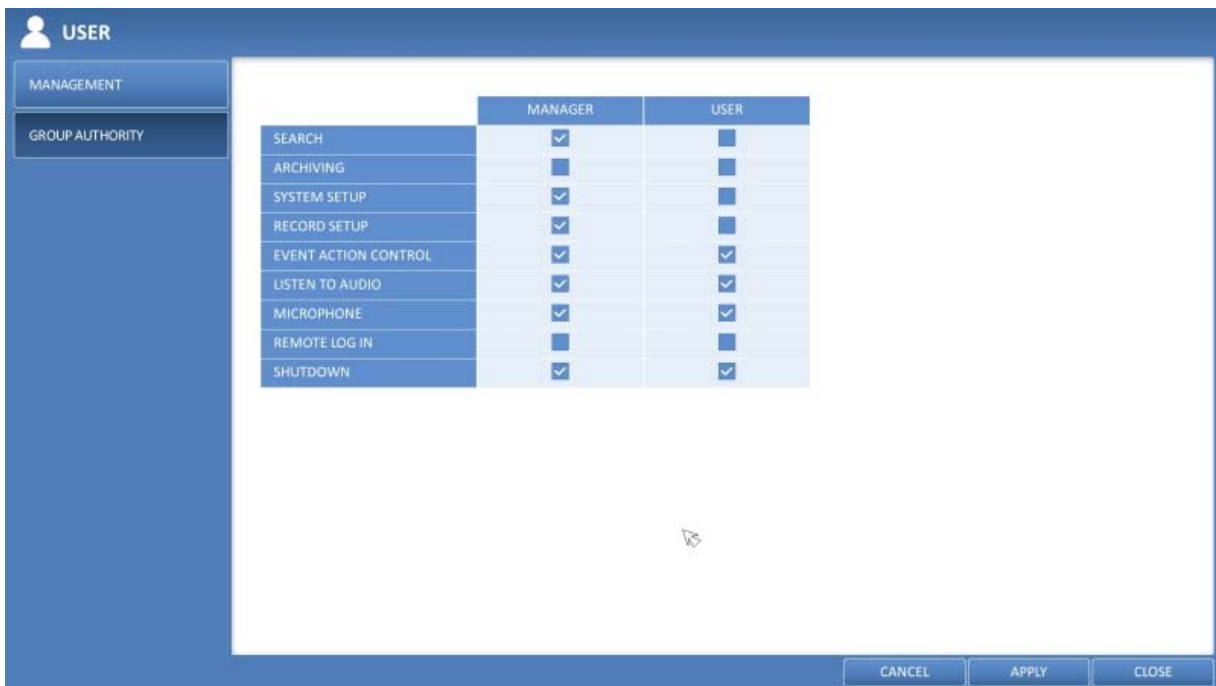 USER
MANAGEMENT
GROUP AUTHORITY
MANAGER USER
SEARCH
ARCHIVING
SYSTEM SETUP
RECORD SETUP
EVENT ACTION CONTROL
LISTEN TO AUDIO
MICROPHONE
REMOTE LOG IN
SHUTDOWN
CANCEL APPLY CLOSE